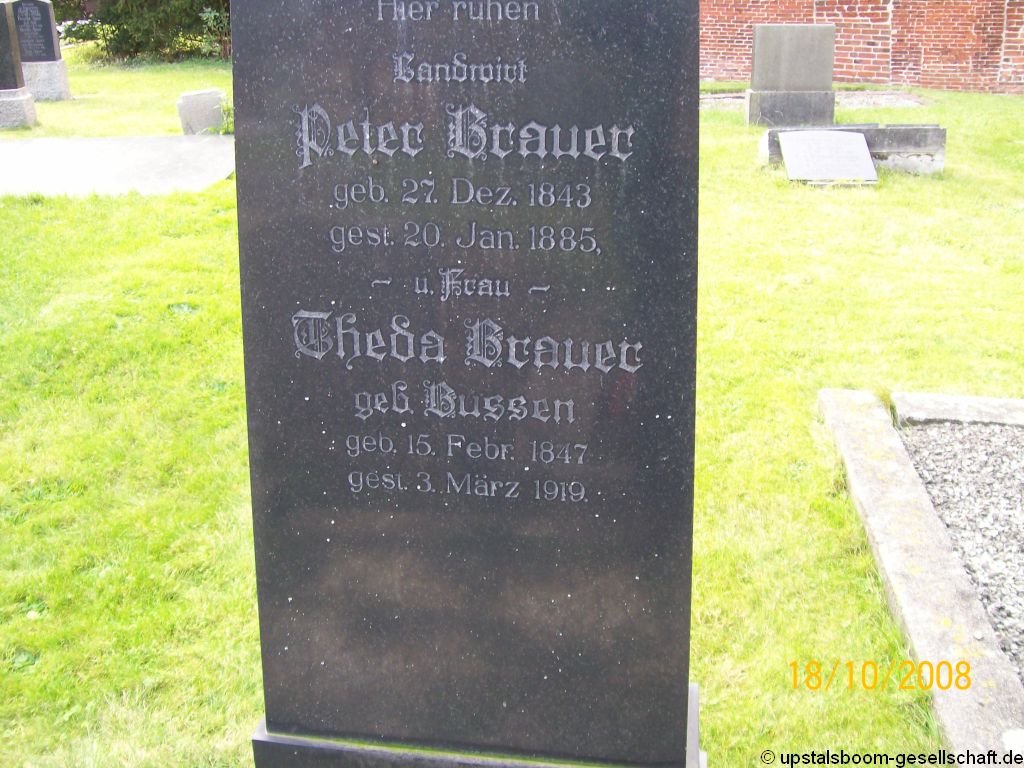 Hier ruhen
Landwirt
Peter Brauer
geb. 27. Dez. 1843
gest. 20. Jan. 1885,
– u. Frau –
Theda Brauer
geb. Bussen
geb. 15. Febr. 1847
gest. 3. März 1919.
18/10/2008
© upstalsboom-gesellschaft.de